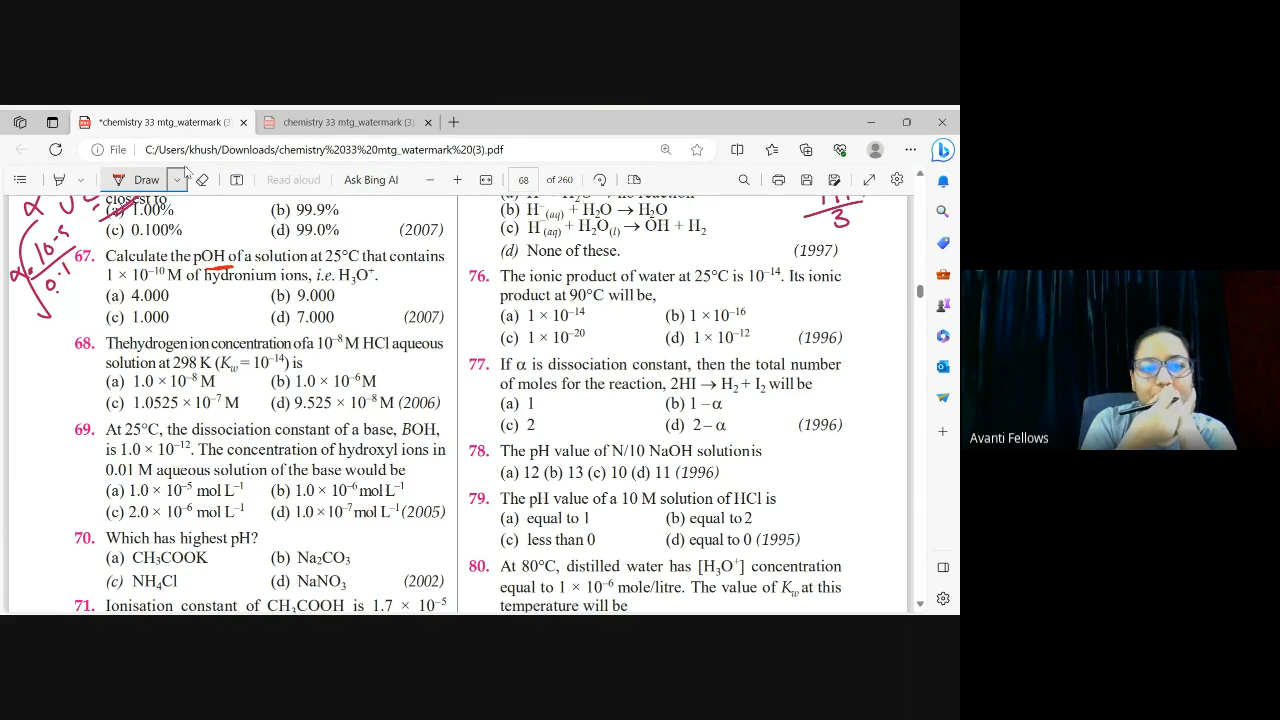 *chemistry 33 mtg_watermark (3).
chemistry 33 mtg_watermark (3).
File
C:/Users/khush/Downloads/chemistry%2033%20mtg_watermark%20(3).pdf
Draw
Read aloud
Ask Bing AI
68 of 260
closest to
(a) 1.00% (b) 99.9%
(c) 0.100% (d) 99.0% (2007)
α
10⁻⁵
0.1
67. Calculate the pOH of a solution at 25°C that contains
1 × 10⁻¹⁰ M of hydronium ions, i.e. H₃O⁺.
(a) 4.000 (b) 9.000
(c) 1.000 (d) 7.000 (2007)
68. Thehydrogen ion concentration of a 10⁻⁸ M HCl aqueous
solution at 298 K (Kw = 10⁻¹⁴) is
(a) 1.0 × 10⁻⁸ M (b) 1.0 × 10⁻⁶ M
(c) 1.0525 × 10⁻⁷ M (d) 9.525 × 10⁻⁸ M (2006)
69. At 25°C, the dissociation constant of a base, BOH,
is 1.0 × 10⁻¹². The concentration of hydroxyl ions in
0.01 M aqueous solution of the base would be
(a) 1.0 × 10⁻⁵ mol L⁻¹ (b) 1.0 × 10⁻⁶ mol L⁻¹
(c) 2.0 × 10⁻⁶ mol L⁻¹ (d) 1.0 × 10⁻⁷ mol L⁻¹ (2005)
70. Which has highest pH?
(a) CH₃COOK (b) Na₂CO₃
(c) NH₄Cl (d) NaNO₃ (2002)
71. Ionisation constant of CH₃COOH is 1.7 × 10⁻⁵
3
(b) H⁻(aq) + H₂O → H₂O
(c) H⁻(aq) + H₂O(l) → OH + H₂
(d) None of these. (1997)
76. The ionic product of water at 25°C is 10⁻¹⁴. Its ionic
product at 90°C will be,
(a) 1 × 10⁻¹⁴ (b) 1 × 10⁻¹⁶
(c) 1 × 10⁻²⁰ (d) 1 × 10⁻¹² (1996)
77. If α is dissociation constant, then the total number
of moles for the reaction, 2HI → H₂ + I₂ will be
(a) 1 (b) 1 – α
(c) 2 (d) 2 – α (1996)
78. The pH value of N/10 NaOH solution is
(a) 12 (b) 13 (c) 10 (d) 11 (1996)
79. The pH value of a 10 M solution of HCl is
(a) equal to 1 (b) equal to 2
(c) less than 0 (d) equal to 0 (1995)
80. At 80°C, distilled water has [H₃O⁺] concentration
equal to 1 × 10⁻⁶ mole/litre. The value of Kw at this
temperature will be
Avanti Fellows